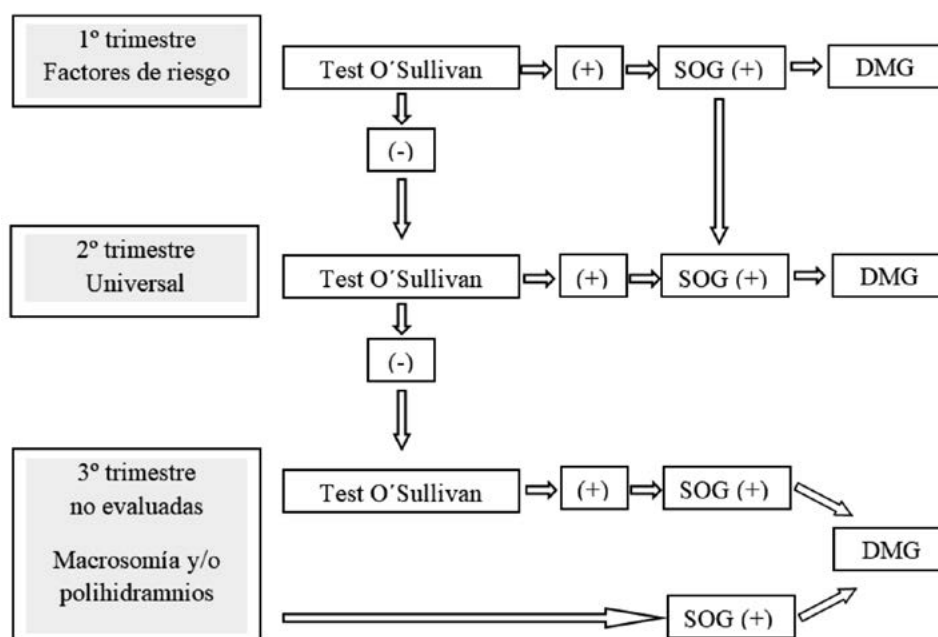 1º trimestre
Factores de riesgo
Test O´Sullivan
(+)
SOG (+)
DMG
(-)
2º trimestre
Universal
Test O´Sullivan
(+)
SOG (+)
DMG
(-)
3º trimestre
no evaluadas
Macrosomía y/o
polihidramnios
Test O´Sullivan
(+)
SOG (+)
DMG
SOG (+)